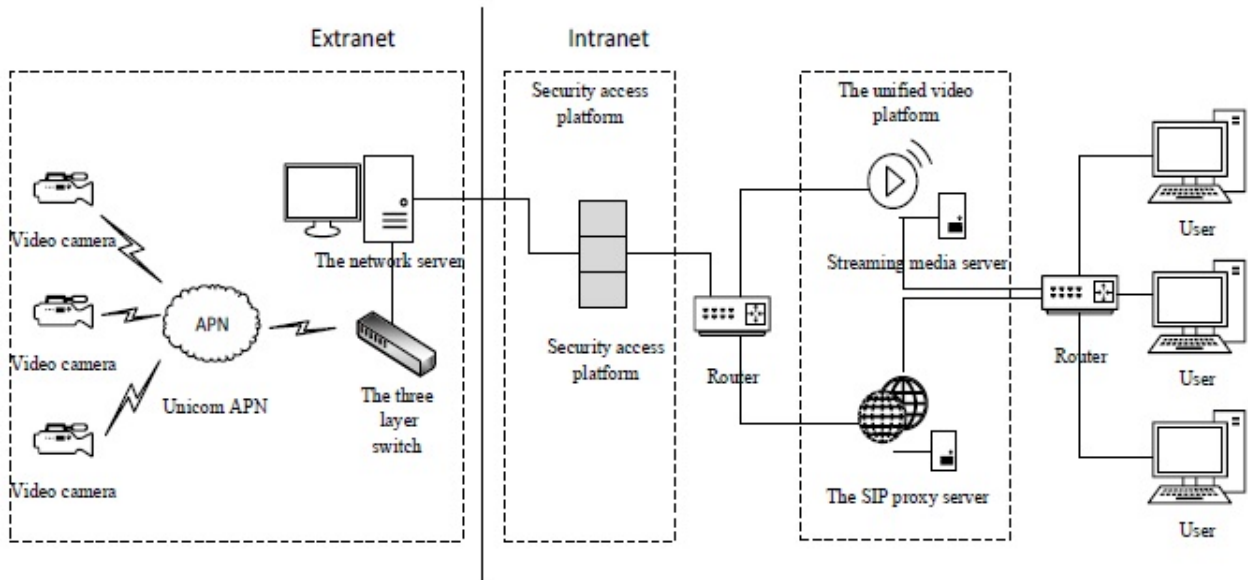 Extranet
Intranet
Security access
platform
The unified video
platform
Video camera
The network server
Streaming media server
User
APN
Video camera
Unicom APN
The three
layer
switch
Security access
platform
Router
Router
User
Video camera
The SIP proxy server
User